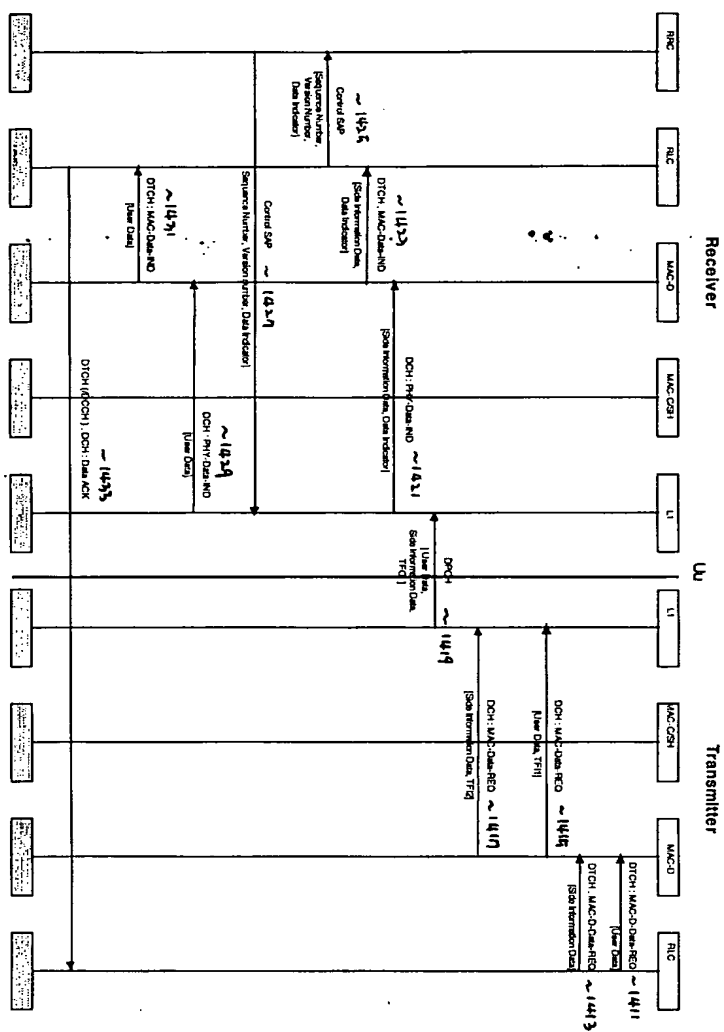 Receiver
Uu
Transmitter
RRC
RLC
MAC-D
MAC-C/SH
L1
L1
MAC-C/SH
MAC-D
RLC
DTCH : MAC-D-Data-REQ ~1411
[User Data]
DTCH : MAC-D-Data-REQ ~1413
[Side Information Data]
DCH : MAC-Data-REQ ~1415
[User Data, TFI1]
DCH : MAC-Data-REQ ~1417
[Side Information Data, TFI2]
DPCH ~1419
[User Data,
Side Information Data,
TFCI ]
DCH : PHY-Data-IND ~1421
[Side Information Data, Data Indicator]
~1423
DTCH : MAC-Data-IND
[Side Information Data,
Data Indicator]
~1425
Control SAP
[Sequence Number,
Version Number,
Data Indicator]
Control SAP ~1427
Sequence Number, Version number, Data Indicator]
~1429
DCH : PHY-Data-IND
[User Data]
~1431
DTCH : MAC-Data-IND
[User Data]
~1433
DTCH (/DCCH ) , DCH : Data ACK